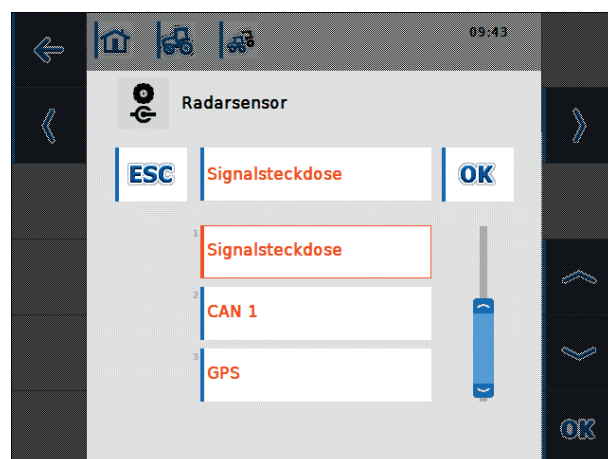 09:43
Radarsensor
ESC
Signalsteckdose
OK
1
Signalsteckdose
2
CAN 1
3
GPS
OK